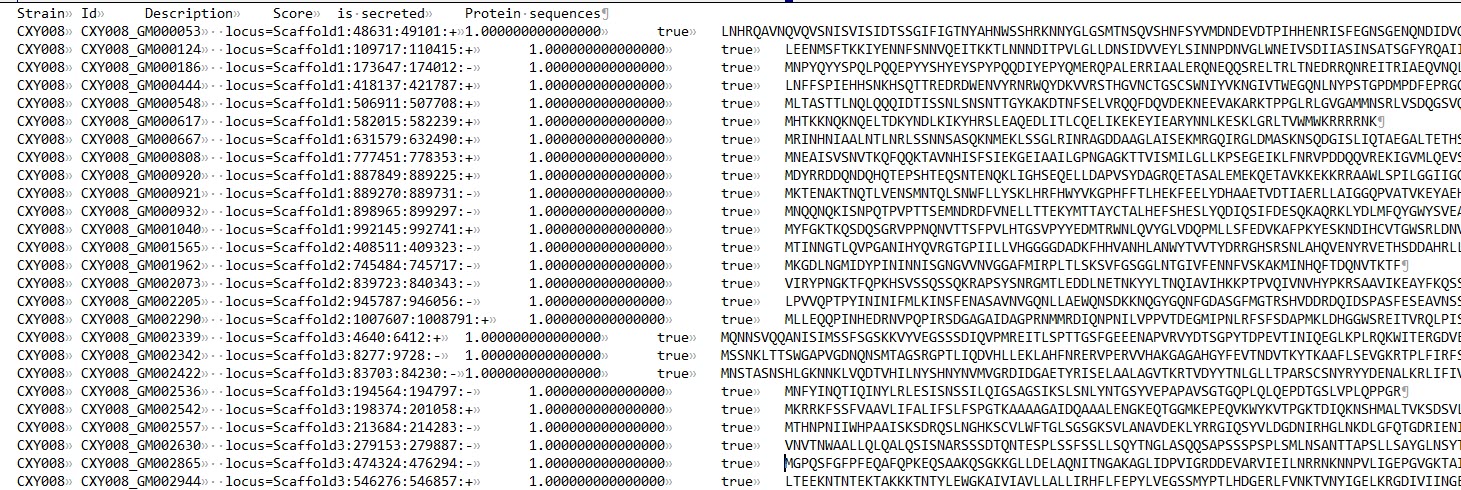 Strain Id Description Score is secreted Protein sequences
CXY008 CXY008_GM000053 locus=Scaffold1:48631:49101:+ 1.000000000000000 true LNHRQAVNQVQVSNISVISIDTSSGIFIGTNYAHNWSSHRKNNYGLGSMTNSQVSHNFSYVMDNDEVDTPIHHENRISFEGNSGENQNDIDVQ
CXY008 CXY008_GM000124 locus=Scaffold1:109717:110415:+ 1.000000000000000 true LEENMSFTKKIYENNFSNNVQEITKKTLNNNDITPVLGLLDNSIDVVEYLSINNPDNVGLWNEIVSDIIASINSATSGFYRQAII
CXY008 CXY008_GM000186 locus=Scaffold1:173647:174012:- 1.000000000000000 true MNPYQYYSPQLPQQEPYYSHYEYSPYPQQDIYEPYQMERQPALERRIAALERQNEQQSRELTRLTNEDRRQNREITRIAEQVNQL
CXY008 CXY008_GM000444 locus=Scaffold1:418137:421787:+ 1.000000000000000 true LNFFSPIEHHSNKHSQTTREDRDWENVYRNRWQYDKVVRSTHGVNCTGSCSWNIYVKNGIVTWEGQNLNYPSTGPDMPDFEPRGC
CXY008 CXY008_GM000548 locus=Scaffold1:506911:507708:+ 1.000000000000000 true MLTASTTLNQLQQQIDTISSNLSNSNTTGYKAKDTNFSELVRQQFDQVDEKNEEVAKARKTPPGLRLGVGAMMNSRLVSDQGSVQ
CXY008 CXY008_GM000617 locus=Scaffold1:582015:582239:+ 1.000000000000000 true MHTKKNQKNQELTDKYNDLKIKYHRSLEAQEDLITLCQELIKEKEYIEARYNNLKESKLGRLTVWMWKRRRRNK
CXY008 CXY008_GM000667 locus=Scaffold1:631579:632490:+ 1.000000000000000 true MRINHNIAALNTLNRLSSNNSASQKNMEKLSSGLRINRAGDDAAGLAISEKMRGQIRGLDMASKNSQDGISLIQTAEGALTETHS
CXY008 CXY008_GM000808 locus=Scaffold1:777451:778353:+ 1.000000000000000 true MNEAISVSNVTKQFQQKTAVNHISFSIEKGEIAAILGPNGAGKTTVISMILGLLKPSEGEIKLFNRVPDDQQVREKIGVMLQEVS
CXY008 CXY008_GM000920 locus=Scaffold1:887849:889225:+ 1.000000000000000 true MDYRRDDQNDQHQTEPSHTEQSNTENQKLIGHSEQELLDAPVSYDAGRQETASALEMEKQETAVKKEKKRRAAWLSPILGGIIGG
CXY008 CXY008_GM000921 locus=Scaffold1:889270:889731:- 1.000000000000000 true MKTENAKTNQTLVENSMNTQLSNWFLLYSKLHRFHWYVKGPHFFTLHEKFEELYDHAAETVDTIAERLLAIGGQPVATVKEYAEH
CXY008 CXY008_GM000932 locus=Scaffold1:898965:899297:- 1.000000000000000 true MNQQNQKISNPQTPVPTTSEMNDRDFVNELLTTEKYMTTAYCTALHEFSHESLYQDIQSIFDESQKAQRKLYDLMFQYGWYSVEA
CXY008 CXY008_GM001040 locus=Scaffold1:992145:992741:+ 1.000000000000000 true MYFGKTKQSDQSGRVPPNQNVTTSFPVLHTGSVPYYEDMTRWNLQVYGLVDQPMLLSFEDVKAFPKYESKNDIHCVTGWSRLDNV
CXY008 CXY008_GM001565 locus=Scaffold2:408511:409323:- 1.000000000000000 true MTINNGTLQVPGANIHYQVRGTGPIILLVHGGGGDADKFHHVANHLANWYTVVTYDRRGHSRSNLAHQVENYRVETHSDDAHRLL
CXY008 CXY008_GM001962 locus=Scaffold2:745484:745717:- 1.000000000000000 true MKGDLNGMIDYPININNISGNGVVNVGGAFMIRPLTLSKSVFGSGGLNTGIVFENNFVSKAKMINHQFTDQNVTKTF
CXY008 CXY008_GM002073 locus=Scaffold2:839723:840343:- 1.000000000000000 true VIRYPNGKTFQPKHSVSSQSSQKRAPSYSNRGMTLEDDLNETNKYYLTNQIAVIHKKPTPVQIVNVHYPKRSAAVIKEAYFKQSS
CXY008 CXY008_GM002205 locus=Scaffold2:945787:946056:- 1.000000000000000 true LPVVQPTPYININIFMLKINSFENASAVNVGQNLLAEWQNSDKKNQGYGQNFGDASGFMGTRSHVDDRDQIDSPASFESEAVNSS
CXY008 CXY008_GM002290 locus=Scaffold2:1007607:1008791:+ 1.000000000000000 true MLLEQQPINHEDRNVPQPIRSDGAGAIDAGPRNMMRDIQNPNILVPPVTDEGMIPNLRFSFSDAPMKLDHGGWSREITVRQLPIS
CXY008 CXY008_GM002339 locus=Scaffold3:4640:6412:+ 1.000000000000000 true MQNNSVQQANISIMSSFSGSKKVYVEGSSSDIQVPMREITLSPTTGSFGEEENAPVRVYDTSGPYTDPEVTINIQEGLKPLRQKWITERGDVE
CXY008 CXY008_GM002342 locus=Scaffold3:8277:9728:- 1.000000000000000 true MSSNKLTTSWGAPVGDNQNSMTAGSRGPTLIQDVHLLEKLAHFNRERVPERVVHAKGAGAHGYFEVTNDVTKYTKAAFLSEVGKRTPLFIRFS
CXY008 CXY008_GM002422 locus=Scaffold3:83703:84230:- 1.000000000000000 true MNSTASNSHLGKNNKLVQDTVHILNYSHNYNVMVGRDIDGAETYRISELAALAGVTKRTVDYYTNLGLLTPARSCSNYRYYDENALKRLIFIV
CXY008 CXY008_GM002536 locus=Scaffold3:194564:194797:- 1.000000000000000 true MNFYINQTIQINYLRLESISNSSILQIGSAGSIKSLSNLYNTGSYVEPAPAVSGTGQPLQLQEPDTGSLVPLQPPGR
CXY008 CXY008_GM002542 locus=Scaffold3:198374:201058:+ 1.000000000000000 true MKRRKFSSFVAAVLIFALIFSLFSPGTKAAAAGAIDQAAALENGKEQTGGMKEPEQVKWYKVTPGKTDIQKNSHMALTVKSDSVL
CXY008 CXY008_GM002557 locus=Scaffold3:213684:214283:- 1.000000000000000 true MTHNPNIIWHPAAISKSDRQSLNGHKSCVLWFTGLSGSGKSVLANAVDEKLYRRGIQSYVLDGDNIRHGLNKDLGFQTGDRIENI
CXY008 CXY008_GM002630 locus=Scaffold3:279153:279887:- 1.000000000000000 true VNVTNWAALLQLQALQSISNARSSSDTQNTESPLSSFSSLLSQYTNGLASQQSAPSSSPSPLSMLNSANTTAPSLLSAYGLNSYT
CXY008 CXY008_GM002865 locus=Scaffold3:474324:476294:- 1.000000000000000 true MGPQSFGFPFEQAFQPKEQSAAKQSGKKGLLDELAQNITNGAKAGLIDPVIGRDDEVARVIEILNRRNKNNPVLIGEPGVGKTAI
CXY008 CXY008_GM002944 locus=Scaffold3:546276:546857:+ 1.000000000000000 true LTEEKNTNTEKTAKKKTNTYLEWGKAIVIAVLLALLIRHFLFEPYLVEGSSMYPTLHDGERLFVNKTVNYIGELKRGDIVIINGE